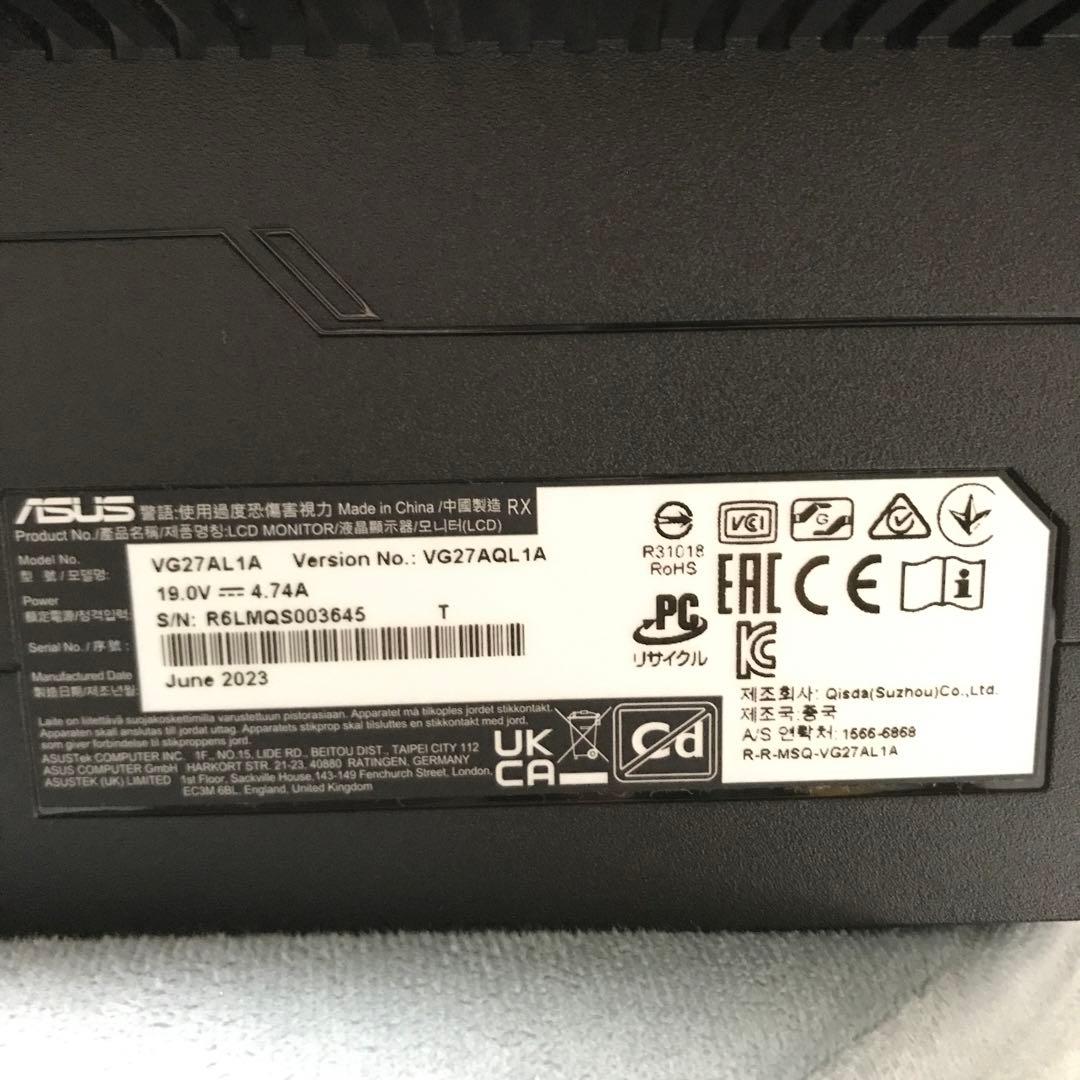 ASUS 警語:使用過度恐傷害視力 Made in China /中國製造 RX
Product No./產品名稱/제품명칭:LCD MONITOR/液晶顯示器/모니터(LCD)
Model No.
型 號 / 모델명:
VG27AL1A Version No.: VG27AQL1A
Power
額定電源/정격입력:
19.0V ⎓ 4.74A
Serial No./ 序號 :
S/N: R6LMQS003645 T
Manufactured Date
製造日期/제조년월:
June 2023
Laite on liitettävä suojakoskettimilla varustettuun pistorasiaan. Apparatet må tilkoples jordet stikkontakt.
Apparaten skall anslutas till jordat uttag. Apparatets stikprop skal tilsluttes en stikkontakt med jord,
som giver forbindelse til stikproppens jord.
ASUSTek COMPUTER INC. 1F., NO.15, LIDE RD., BEITOU DIST., TAIPEI CITY 112
ASUS COMPUTER GmbH HARKORT STR. 21-23, 40880 RATINGEN, GERMANY
ASUSTEK (UK) LIMITED 1st Floor, Sackville House,143-149 Fenchurch Street, London,
EC3M 6BL, England, United Kingdom
UK
CA
Cd
R31018
RoHS
VCCI
G
EAC CE
i
PC
リサイクル
KC
제조회사: Qisda(Suzhou)Co.,Ltd.
제조국:중국
A/S 연락처: 1566-6868
R-R-MSQ-VG27AL1A